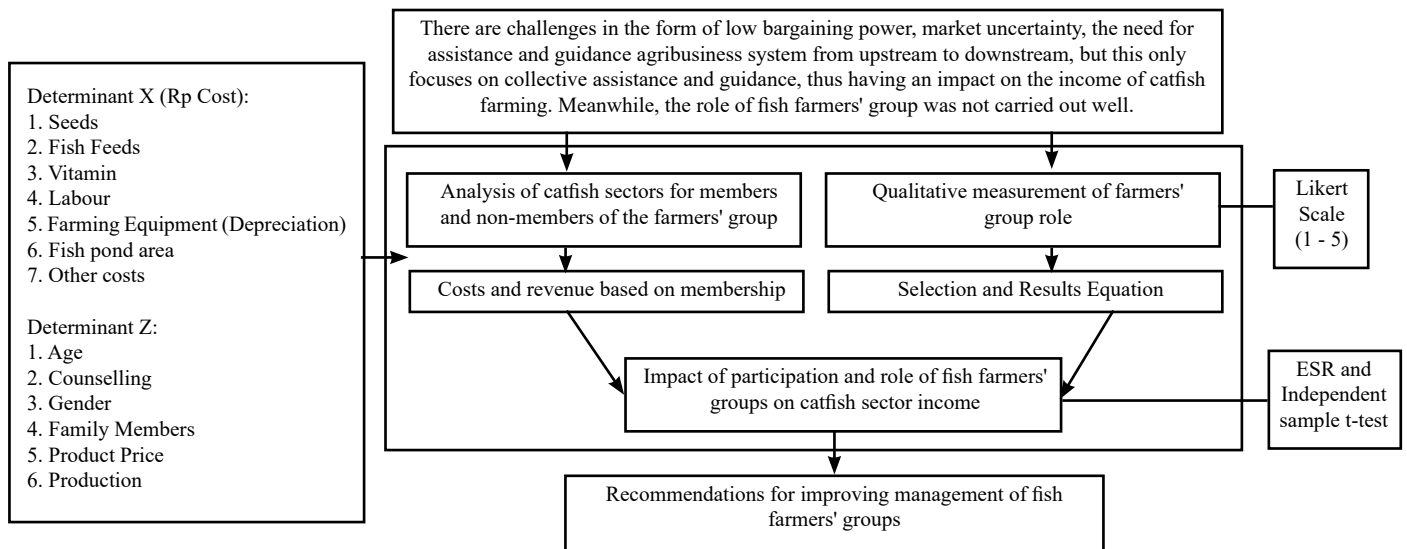 There are challenges in the form of low bargaining power, market uncertainty, the need for
assistance and guidance agribusiness system from upstream to downstream, but this only
focuses on collective assistance and guidance, thus having an impact on the income of catfish
farming. Meanwhile, the role of fish farmers' group was not carried out well.
Determinant X (Rp Cost):
1. Seeds
2. Fish Feeds
3. Vitamin
4. Labour
5. Farming Equipment (Depreciation)
6. Fish pond area
7. Other costs
Determinant Z:
1. Age
2. Counselling
3. Gender
4. Family Members
5. Product Price
6. Production
Analysis of catfish sectors for members
and non-members of the farmers' group
Qualitative measurement of farmers'
group role
Likert
Scale
(1 - 5)
Costs and revenue based on membership
Selection and Results Equation
Impact of participation and role of fish farmers'
groups on catfish sector income
ESR and
Independent
sample t-test
Recommendations for improving management of fish
farmers' groups